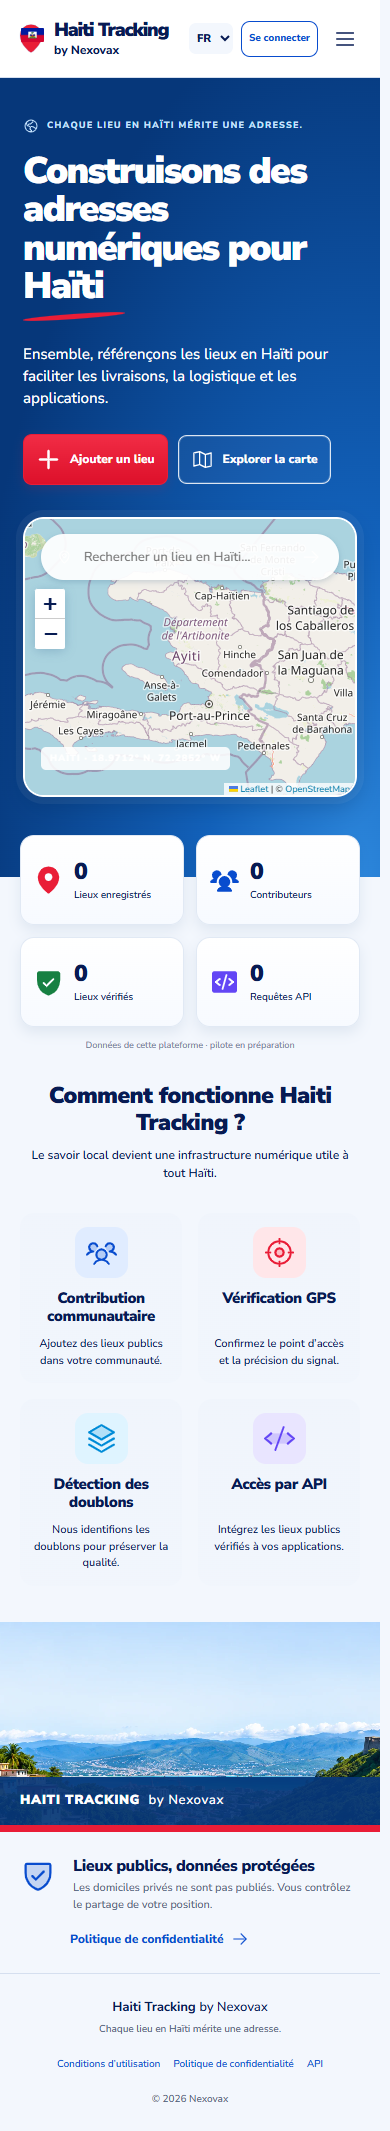 Haiti Tracking
by Nexovax
FR
Se connecter
CHAQUE LIEU EN HAÏTI MÉRITE UNE ADRESSE.
Construisons des
adresses
numériques pour
Haïti
Ensemble, référençons les lieux en Haïti pour
faciliter les livraisons, la logistique et les
applications.
Ajouter un lieu
Explorer la carte
Rechercher un lieu en Haïti...
+
−
Cap-Haïtien
Santiago de
los Caballeros
Département
de l'Artibonite
Ayiti
Hinche
San Juan de
la Maguana
Comendador
Anse-à-
Galets
Villa
Jérémie
Miragoâne
Port-au-Prince
Santa Cruz
de Barahona
Les Cayes
Jacmel
Pedernales
Leaflet | © OpenStreetMap
0
Lieux enregistrés
0
Contributeurs
0
Lieux vérifiés
0
Requêtes API
Données de cette plateforme · pilote en préparation
Comment fonctionne Haiti
Tracking ?
Le savoir local devient une infrastructure numérique utile à
tout Haïti.
Contribution
communautaire
Ajoutez des lieux publics
dans votre communauté.
Vérification GPS
Confirmez le point d'accès
et la précision du signal.
Détection des
doublons
Nous identifions les
doublons pour préserver la
qualité.
Accès par API
Intégrez les lieux publics
vérifiés à vos applications.
HAITI TRACKING by Nexovax
Lieux publics, données protégées
Les domiciles privés ne sont pas publiés. Vous contrôlez
le partage de votre position.
Politique de confidentialité
Haiti Tracking by Nexovax
Chaque lieu en Haïti mérite une adresse.
Conditions d'utilisation Politique de confidentialité API
© 2026 Nexovax